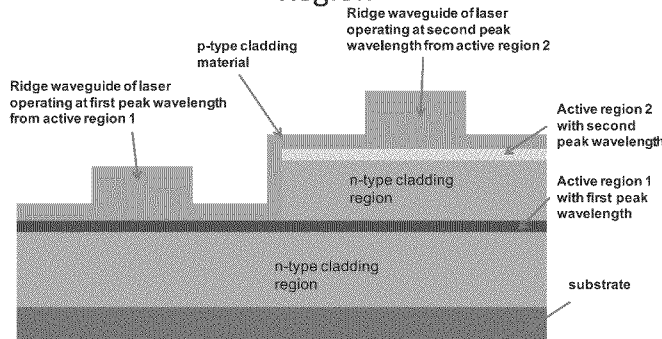 Region
Ridge waveguide of laser
operating at second peak
wavelength from active region 2
p-type cladding
material
Ridge waveguide of laser
operating at first peak wavelength
from active region 1
Active region 2
with second
peak wavelength
n-type cladding
region
Active region 1
with first peak
wavelength
n-type cladding
region
substrate